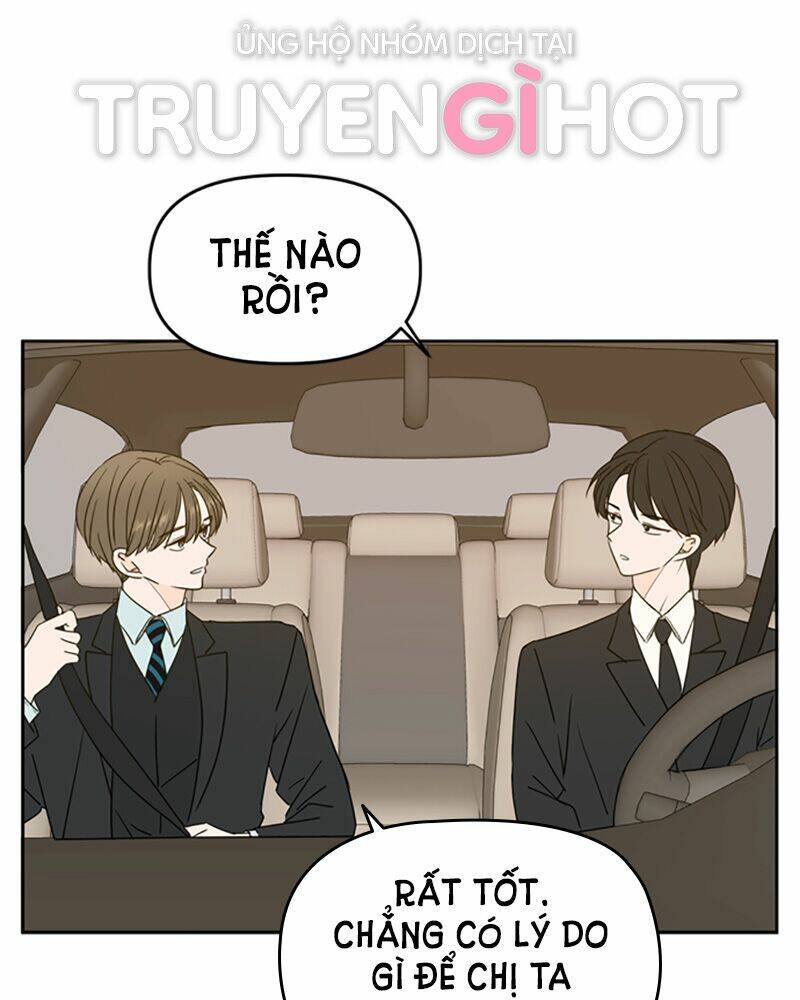 ỦNG HỘ NHÓM DỊCH TẠI
TRUYENGÌHOT
THẾ NÀO
RỒI?
RẤT TỐT.
CHẲNG CÓ LÝ DO
GÌ ĐỂ CHỊ TA